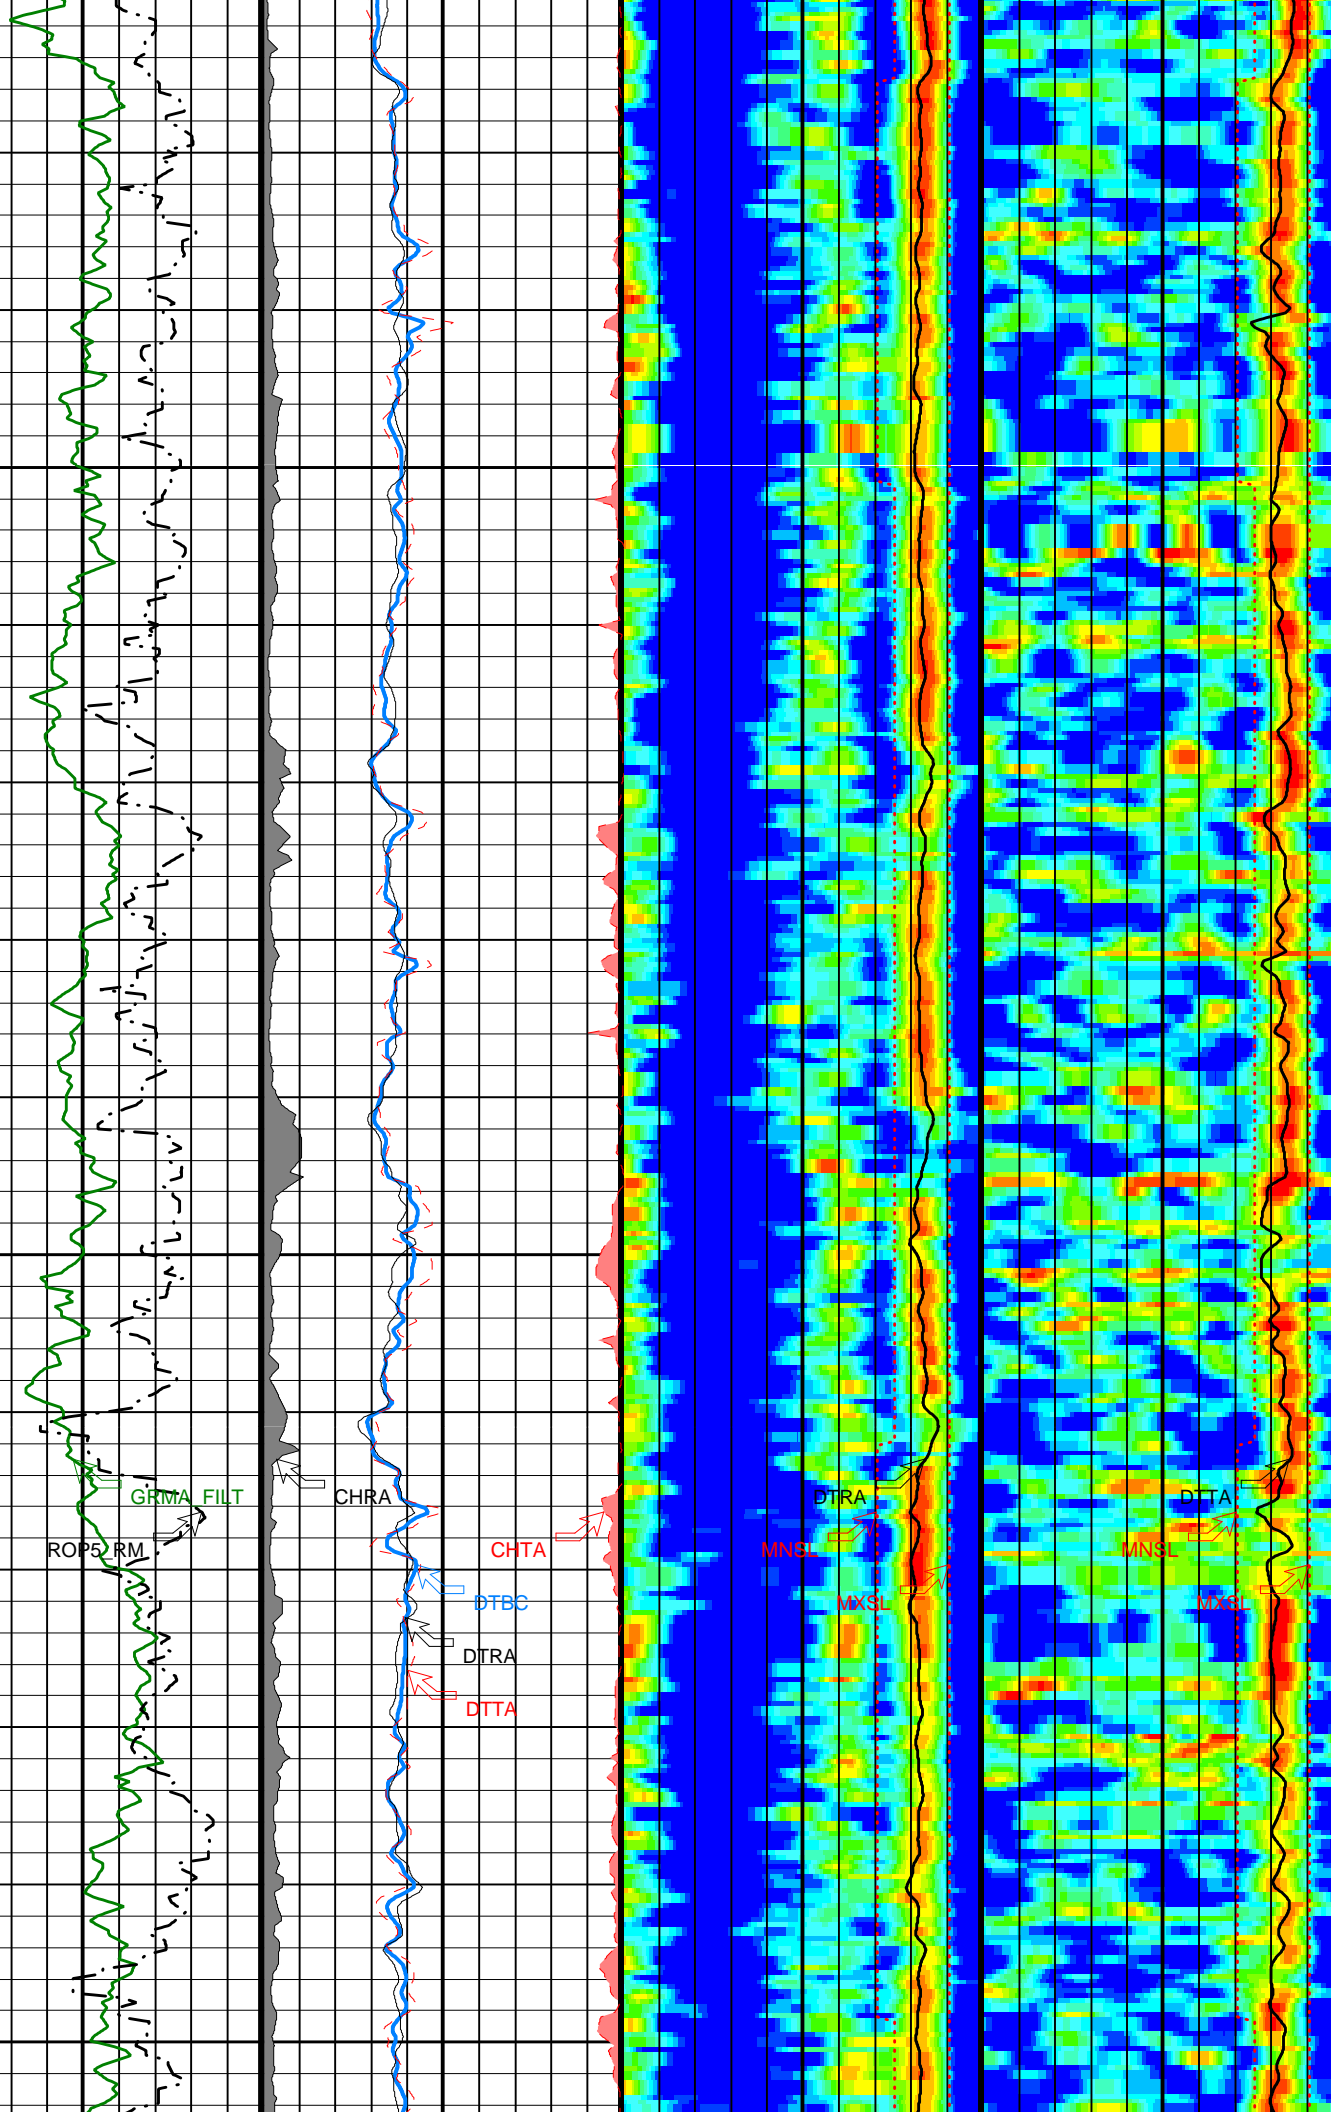 DTRA
DTTA
GRMA_FILT
CHRA
ROP5_RM
CHTA
MNSL
MNSL
DTBC
MXSL
MXSL
DTRA
DTTA